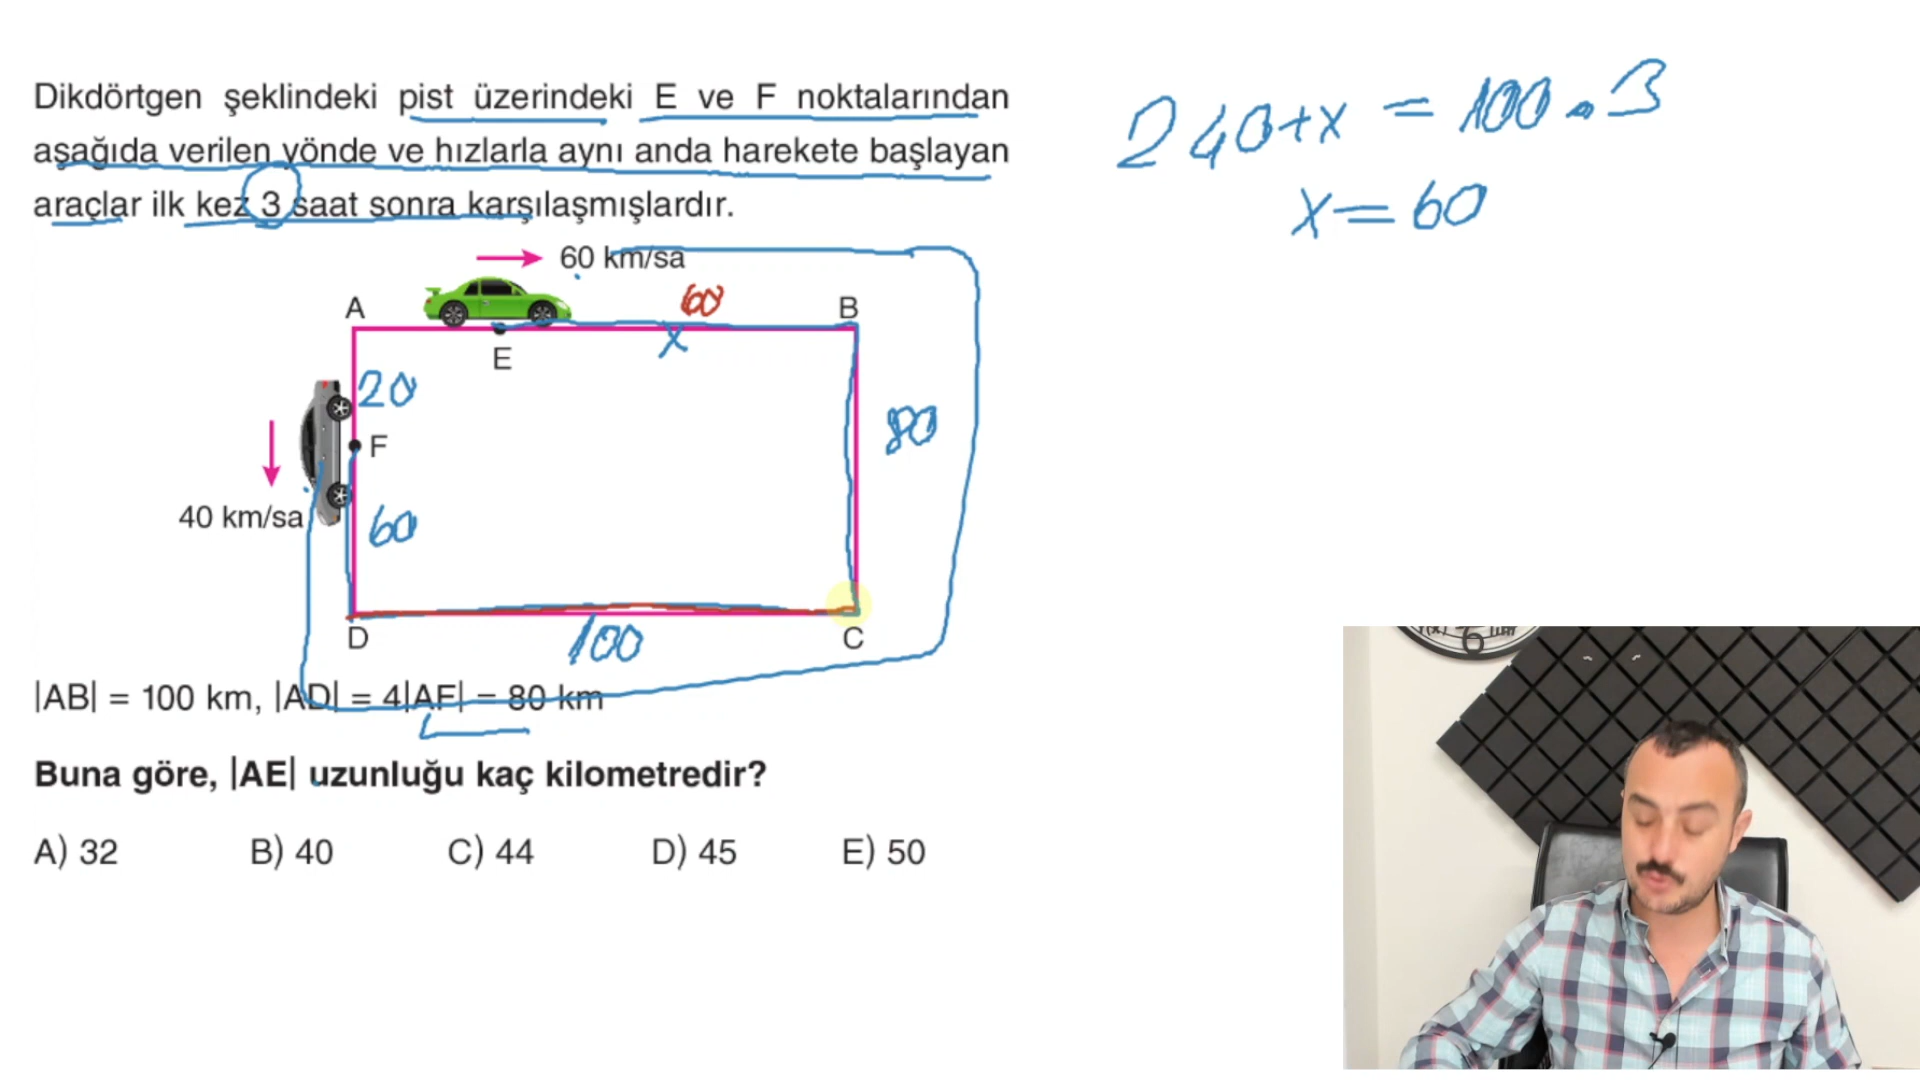 Dikdörtgen şeklindeki pist üzerindeki E ve F noktalarından
aşağıda verilen yönde ve hızlarla aynı anda harekete başlayan
araçlar ilk kez 3 saat sonra karşılaşmışlardır.
240+x = 100.3
x=60
60 km/sa
A
60
B
E
x
20
F
80
40 km/sa
60
D
100
C
|AB| = 100 km, |AD| = 4|AF| = 80 km
Buna göre, |AE| uzunluğu kaç kilometredir?
A) 32 B) 40 C) 44 D) 45 E) 50